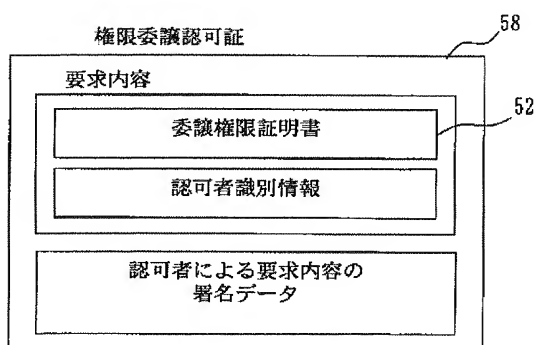 権限委譲認可証
58
要求内容
委譲権限証明書
52
認可者識別情報
認可者による要求内容の
署名データ